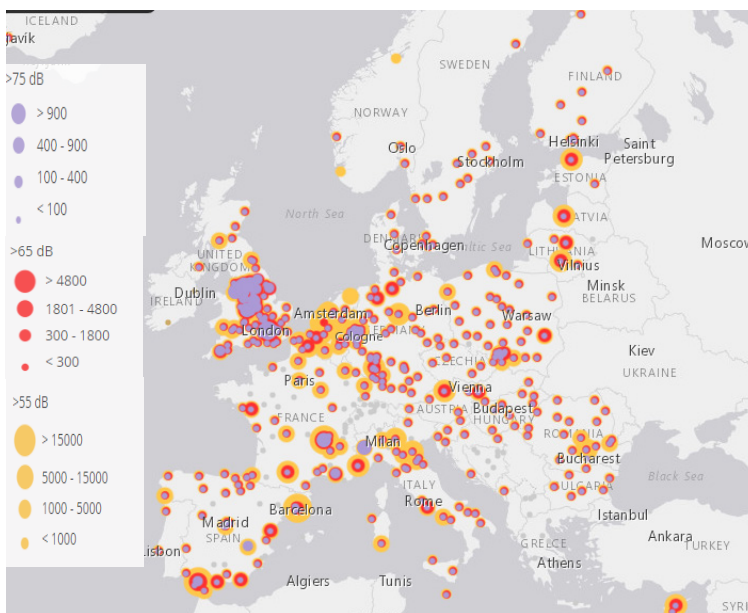 ICELAND
SWEDEN
FINLAND
>75 dB
> 900
400 - 900
100 - 400
< 100
NORWAY
Oslo
Helsinki
Saint
Petersburg
Stockholm
ESTONIA
North Sea
>65 dB
> 4800
1801 - 4800
300 - 1800
< 300
UNITED
KINGDOM
Copenhagen
Vilnius
Moscow
Minsk
BELARUS
Dublin
IRELAND
Amsterdam
Berlin
Warsaw
London
Cologne
Kiev
UKRAINE
>55 dB
> 15000
5000 - 15000
1000 - 5000
< 1000
Paris
Vienna
AUSTRIA
Budapest
HUNGARY
FRANCE
Milan
ROMANIA
Bucharest
Black Sea
ITALY
Rome
Barcelona
Madrid
SPAIN
Istanbul
Ankara
TURKEY
GREECE
Athens
Algiers
Tunis